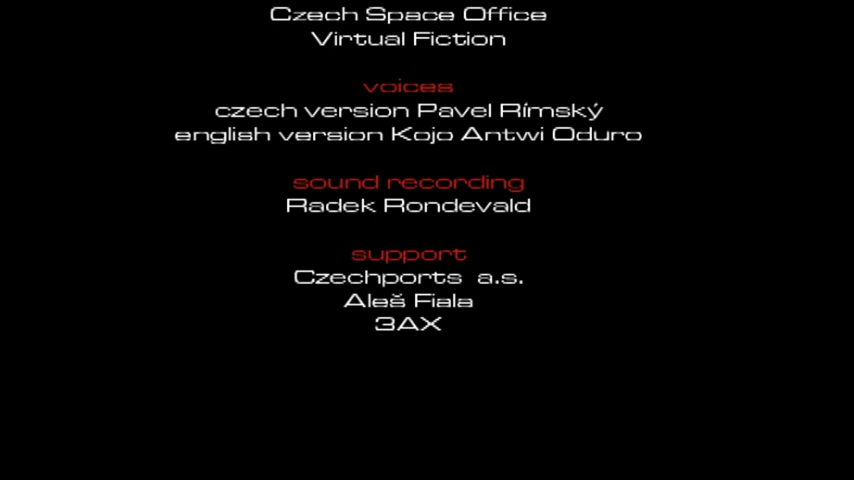 Czech Space Office
Virtual Fiction
voices
czech version Pavel Rímský
english version Kojo Antwi Oduro
sound recording
Radek Rondevald
support
Czechports a.s.
Aleš Fiala
3AX